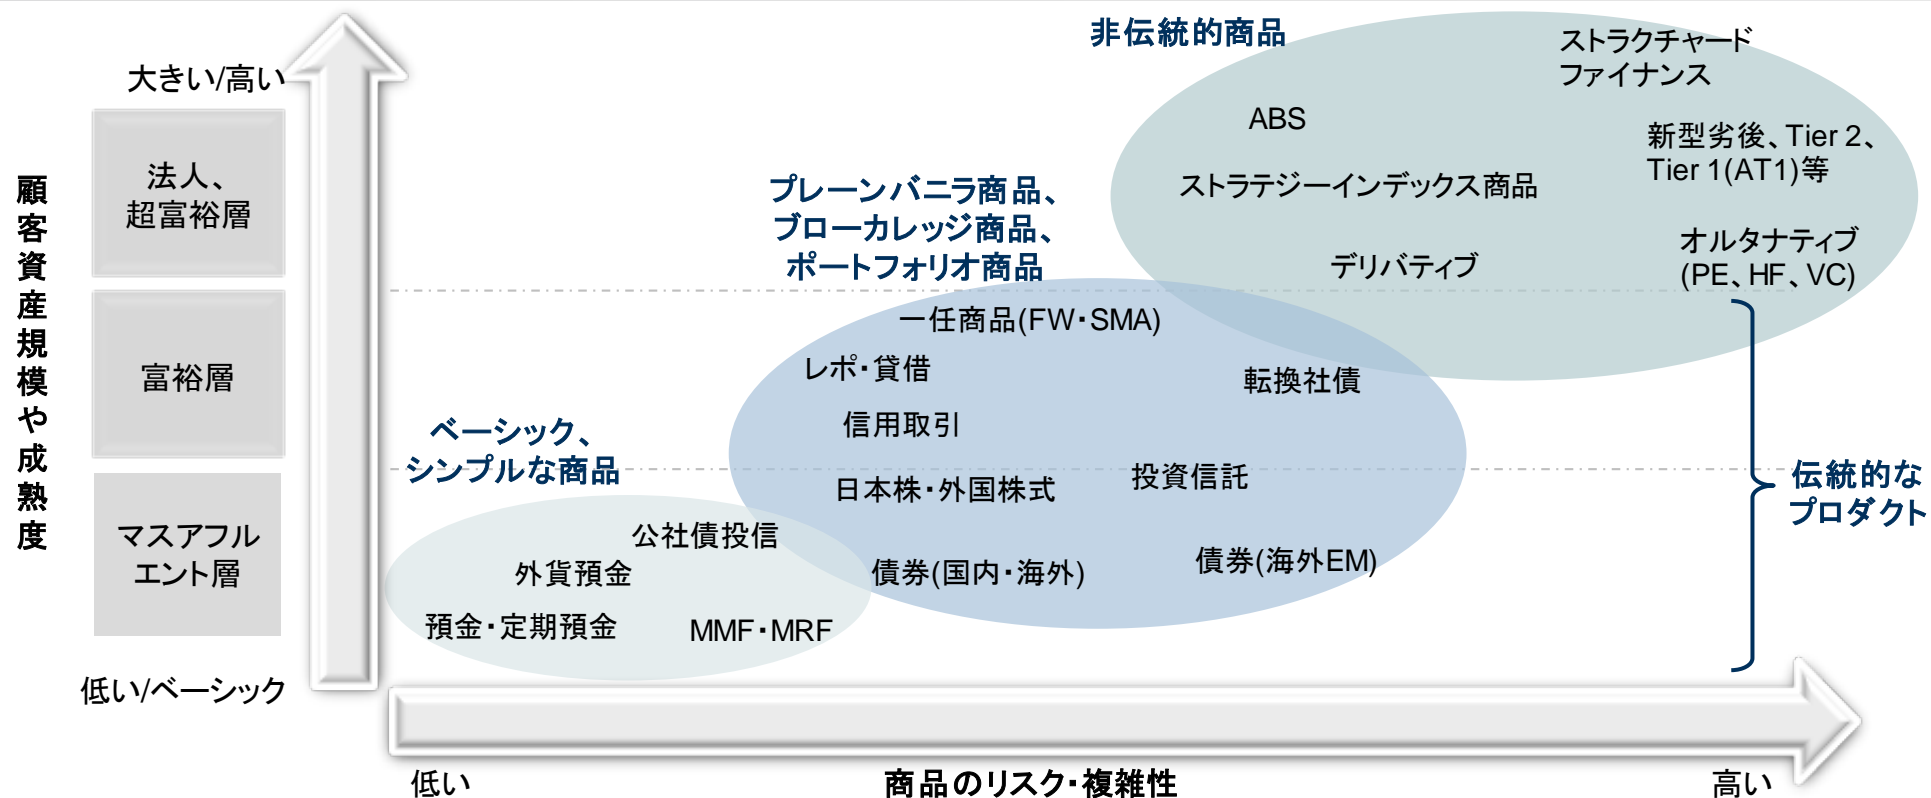 非伝統的商品
ストラクチャード
ファイナンス
大きい/高い
ABS
新型劣後、Tier 2、
Tier 1(AT1)等
法人、
超富裕層
顧客資産規模や成熟度
プレーンバニラ商品、
ブローカレッジ商品、
ポートフォリオ商品
ストラテジーインデックス商品
オルタナティブ
(PE、HF、VC)
デリバティブ
一任商品(FW・SMA)
富裕層
レポ・貸借
転換社債
信用取引
ベーシック、
シンプルな商品
日本株・外国株式
投資信託
伝統的な
プロダクト
マスアフル
エント層
公社債投信
外貨預金
債券(国内・海外)
債券(海外EM)
預金・定期預金
MMF・MRF
低い/ベーシック
低い
商品のリスク・複雑性
高い